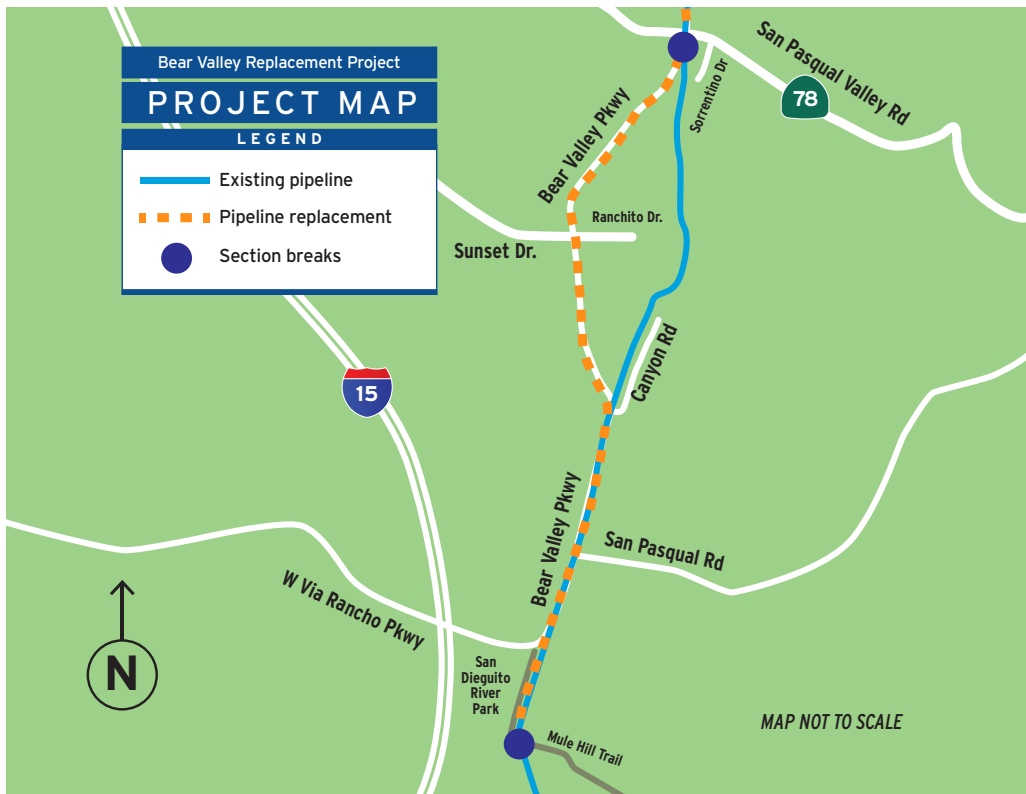 Bear Valley Replacement Project
PROJECT MAP
LEGEND
Existing pipeline
Pipeline replacement
Section breaks
San Pasqual Valley Rd
78
Sorrentino Dr
Bear Valley Pkwy
Ranchito Dr.
Sunset Dr.
Canyon Rd
15
Bear Valley Pkwy
San Pasqual Rd
W Via Rancho Pkwy
N
San
Dieguito
River
Park
MAP NOT TO SCALE
Mule Hill Trail